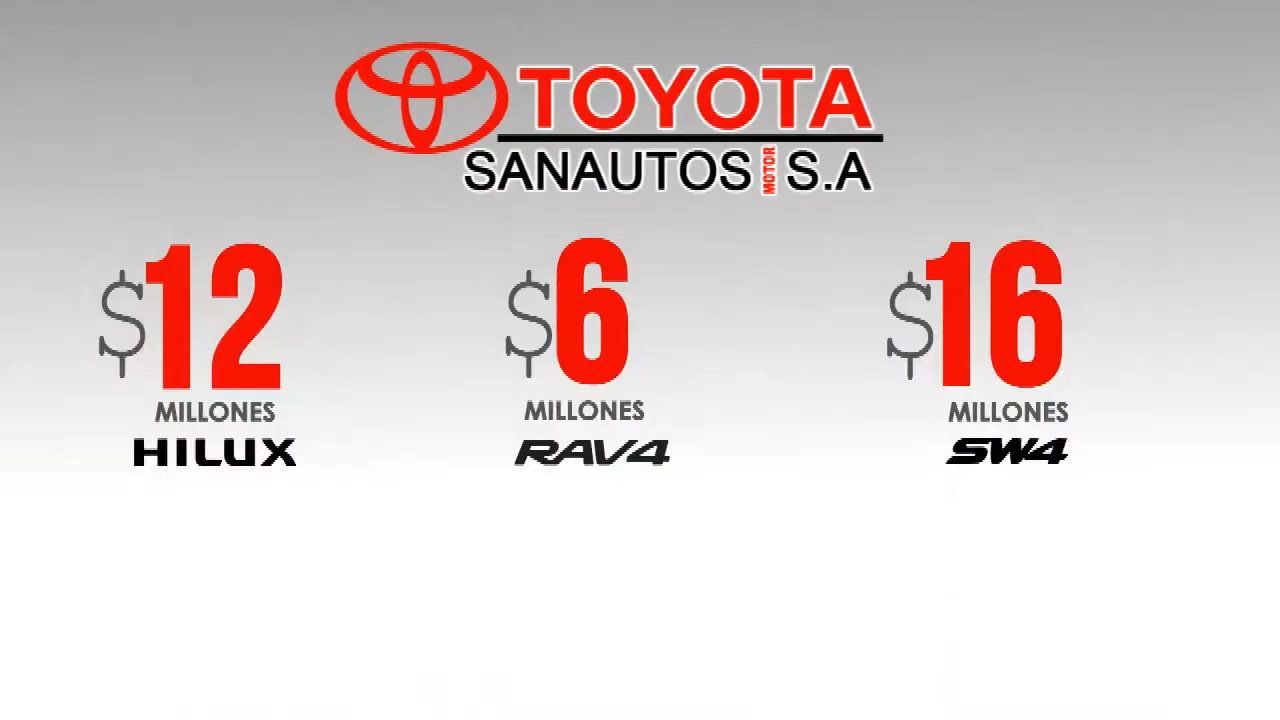 TOYOTA
SANAUTOS MOTOR S.A
$12
MILLONES
HILUX
$6
MILLONES
RAV4
$16
MILLONES
SW4